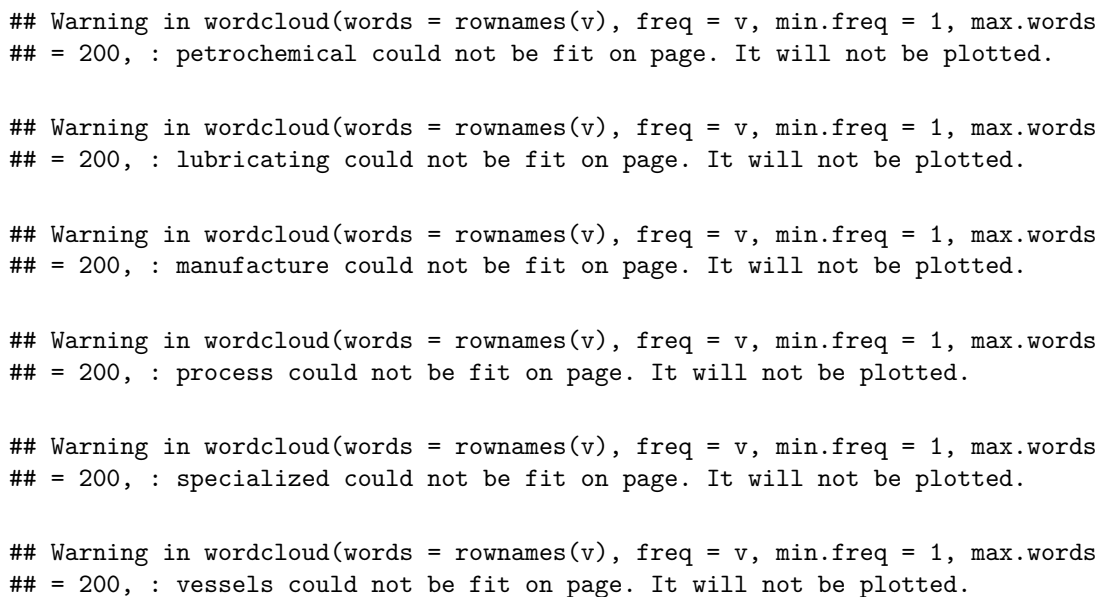 ## Warning in wordcloud(words = rownames(v), freq = v, min.freq = 1, max.words
## = 200, : petrochemical could not be fit on page. It will not be plotted.
## Warning in wordcloud(words = rownames(v), freq = v, min.freq = 1, max.words
## = 200, : lubricating could not be fit on page. It will not be plotted.
## Warning in wordcloud(words = rownames(v), freq = v, min.freq = 1, max.words
## = 200, : manufacture could not be fit on page. It will not be plotted.
## Warning in wordcloud(words = rownames(v), freq = v, min.freq = 1, max.words
## = 200, : process could not be fit on page. It will not be plotted.
## Warning in wordcloud(words = rownames(v), freq = v, min.freq = 1, max.words
## = 200, : specialized could not be fit on page. It will not be plotted.
## Warning in wordcloud(words = rownames(v), freq = v, min.freq = 1, max.words
## = 200, : vessels could not be fit on page. It will not be plotted.